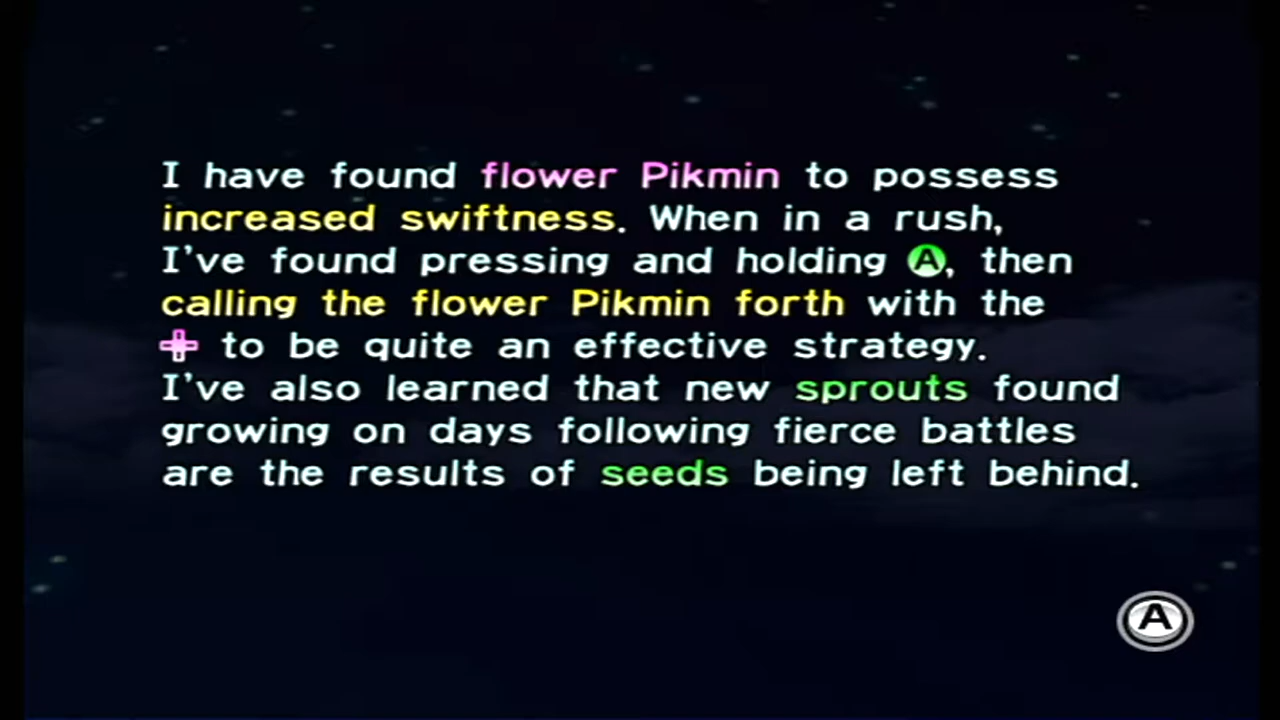 I have found flower Pikmin to possess
increased swiftness. When in a rush,
I've found pressing and holding A, then
calling the flower Pikmin forth with the
✚ to be quite an effective strategy.
I've also learned that new sprouts found
growing on days following fierce battles
are the results of seeds being left behind.
A